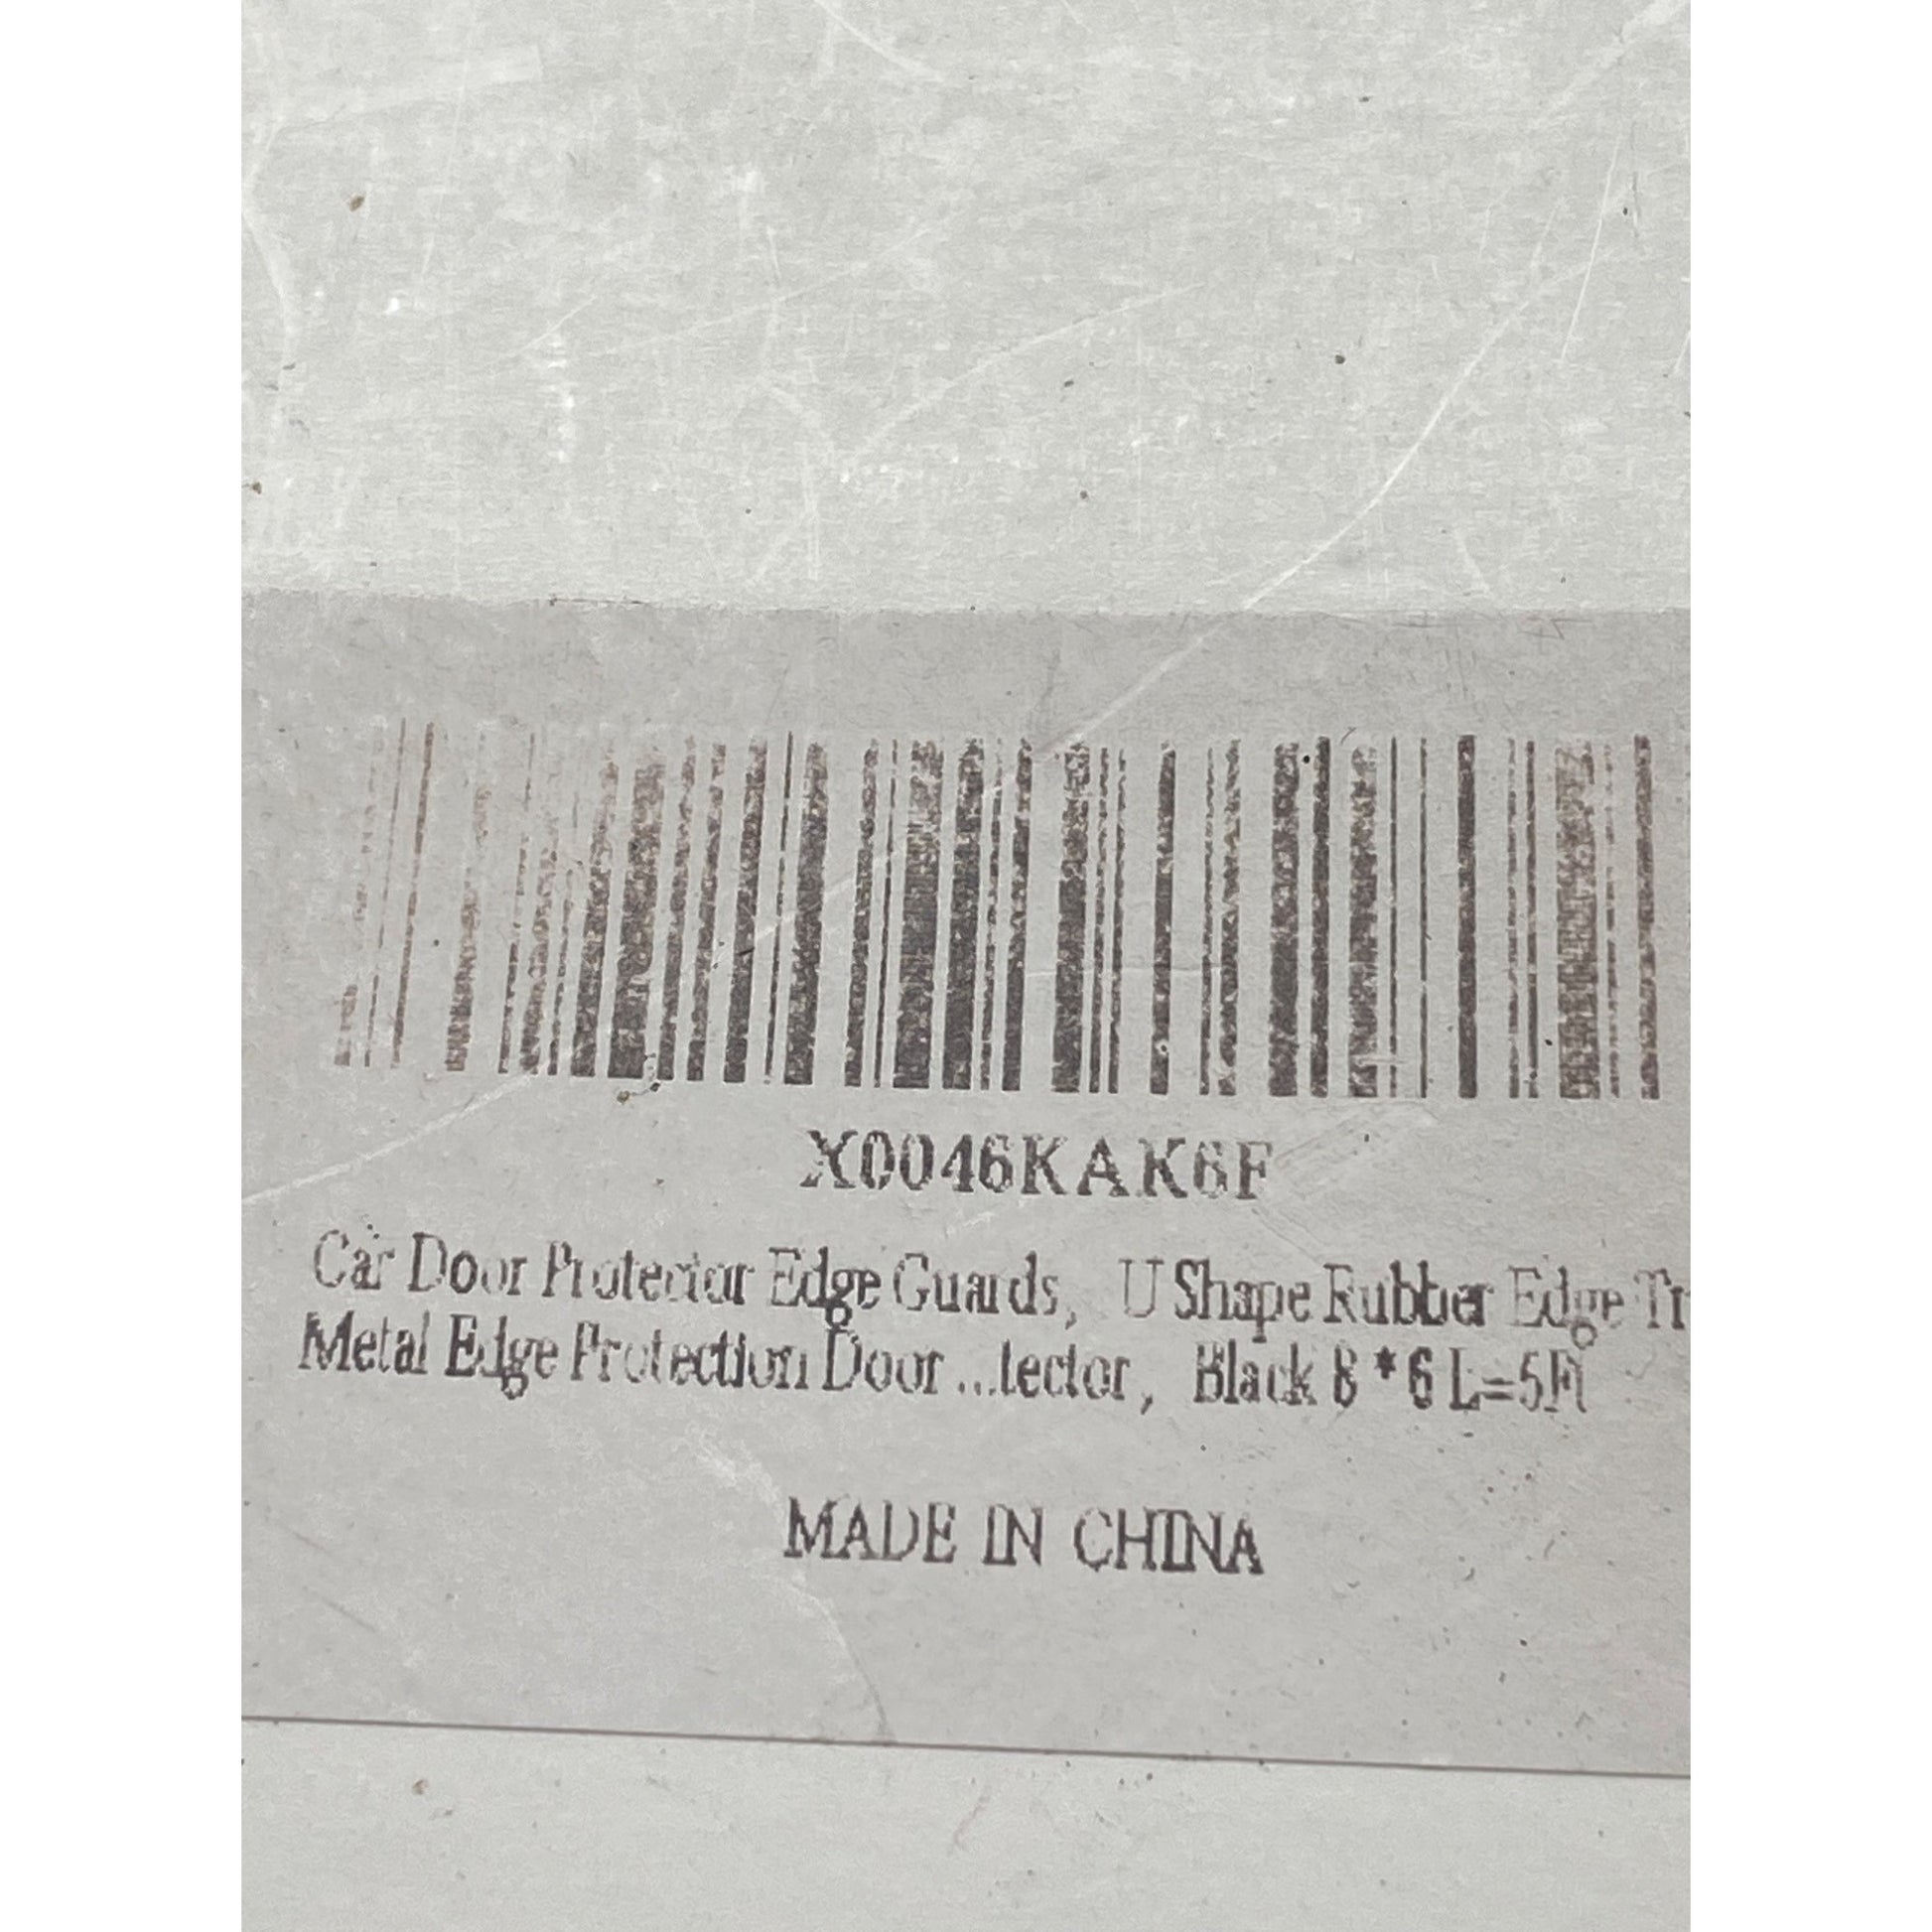 X0046KAK6F
Car Door Protector Edge Guards, U Shape Rubber Edge Tr
Metal Edge Protection Door ...tector, Black 8 * 6 L=5Ft
MADE IN CHINA